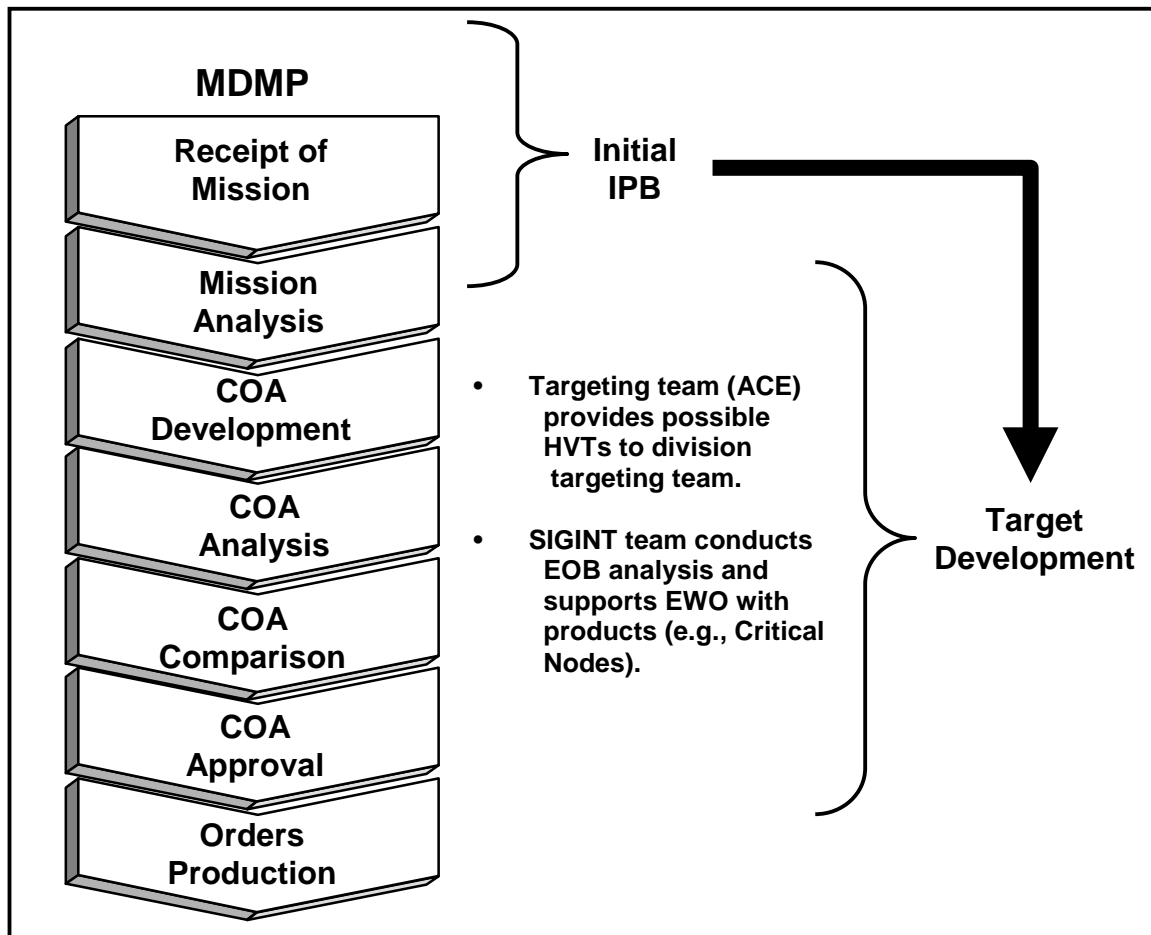 MDMP
Receipt of
Mission
Mission
Analysis
COA
Development
COA
Analysis
COA
Comparison
COA
Approval
Orders
Production
Initial
IPB
• Targeting team (ACE)
provides possible
HVTs to division
targeting team.
• SIGINT team conducts
EOB analysis and
supports EWO with
products (e.g., Critical
Nodes).
Target
Development